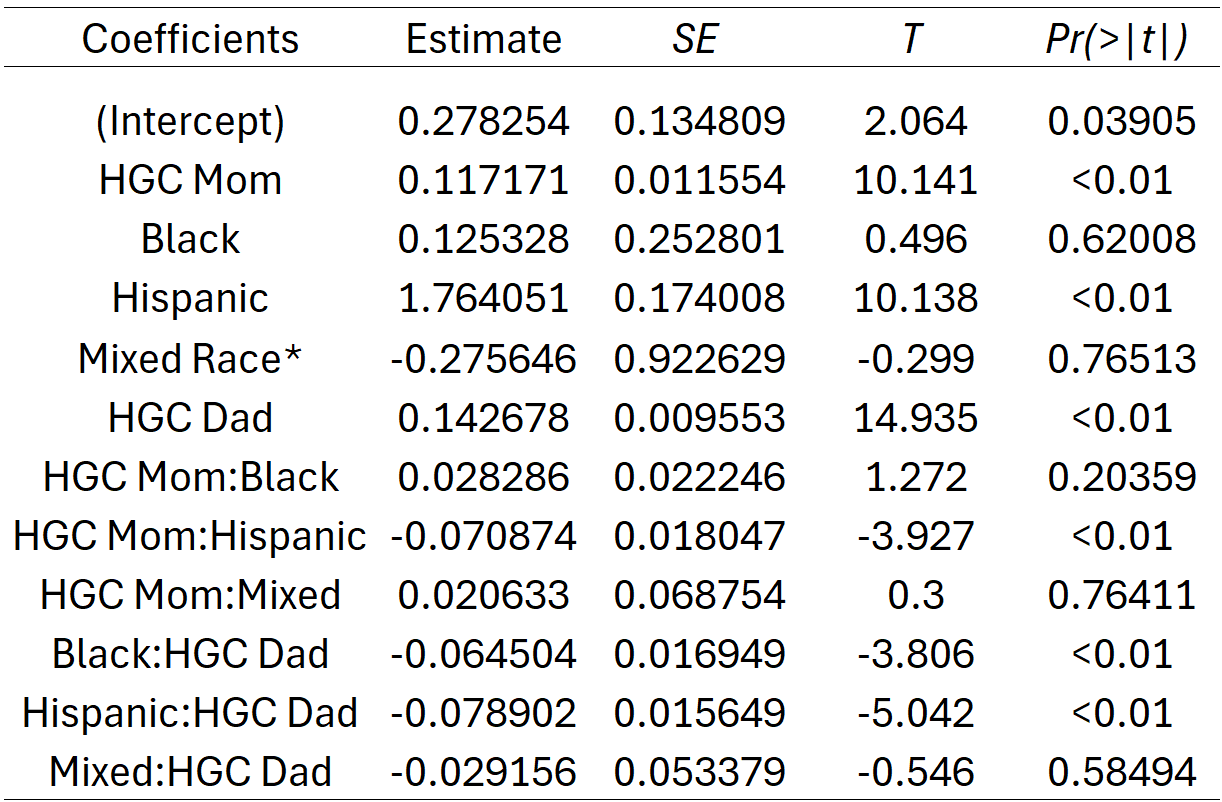 Coefficients Estimate SE T Pr(>|t|)
(Intercept) 0.278254 0.134809 2.064 0.03905
HGC Mom 0.117171 0.011554 10.141 <0.01
Black 0.125328 0.252801 0.496 0.62008
Hispanic 1.764051 0.174008 10.138 <0.01
Mixed Race* -0.275646 0.922629 -0.299 0.76513
HGC Dad 0.142678 0.009553 14.935 <0.01
HGC Mom:Black 0.028286 0.022246 1.272 0.20359
HGC Mom:Hispanic -0.070874 0.018047 -3.927 <0.01
HGC Mom:Mixed 0.020633 0.068754 0.3 0.76411
Black:HGC Dad -0.064504 0.016949 -3.806 <0.01
Hispanic:HGC Dad -0.078902 0.015649 -5.042 <0.01
Mixed:HGC Dad -0.029156 0.053379 -0.546 0.58494